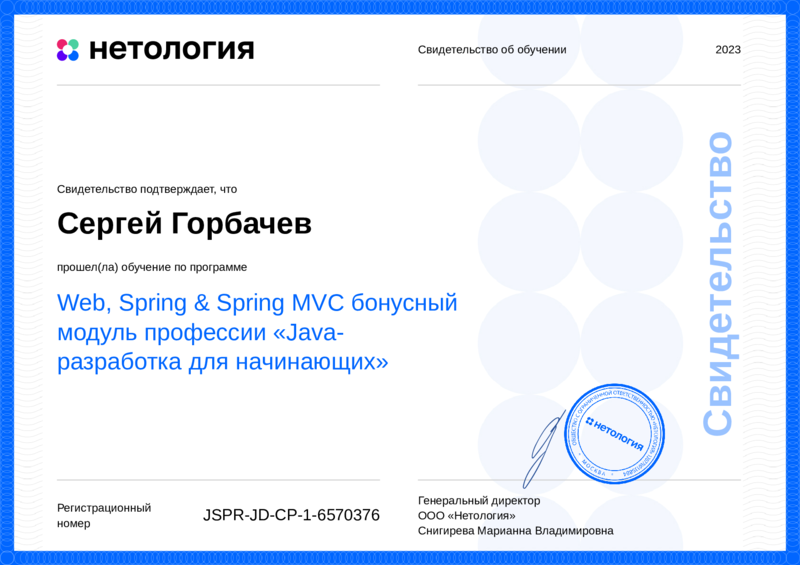 нетология
Свидетельство об обучении
2023
Свидетельство подтверждает, что
Сергей Горбачев
прошел(ла) обучение по программе
Web, Spring & Spring MVC бонусный
модуль профессии «Java-
разработка для начинающих»
Свидетельство
нетология
МОСКВА
Регистрационный
номер
JSPR-JD-CP-1-6570376
Генеральный директор
ООО «Нетология»
Снигирева Марианна Владимировна